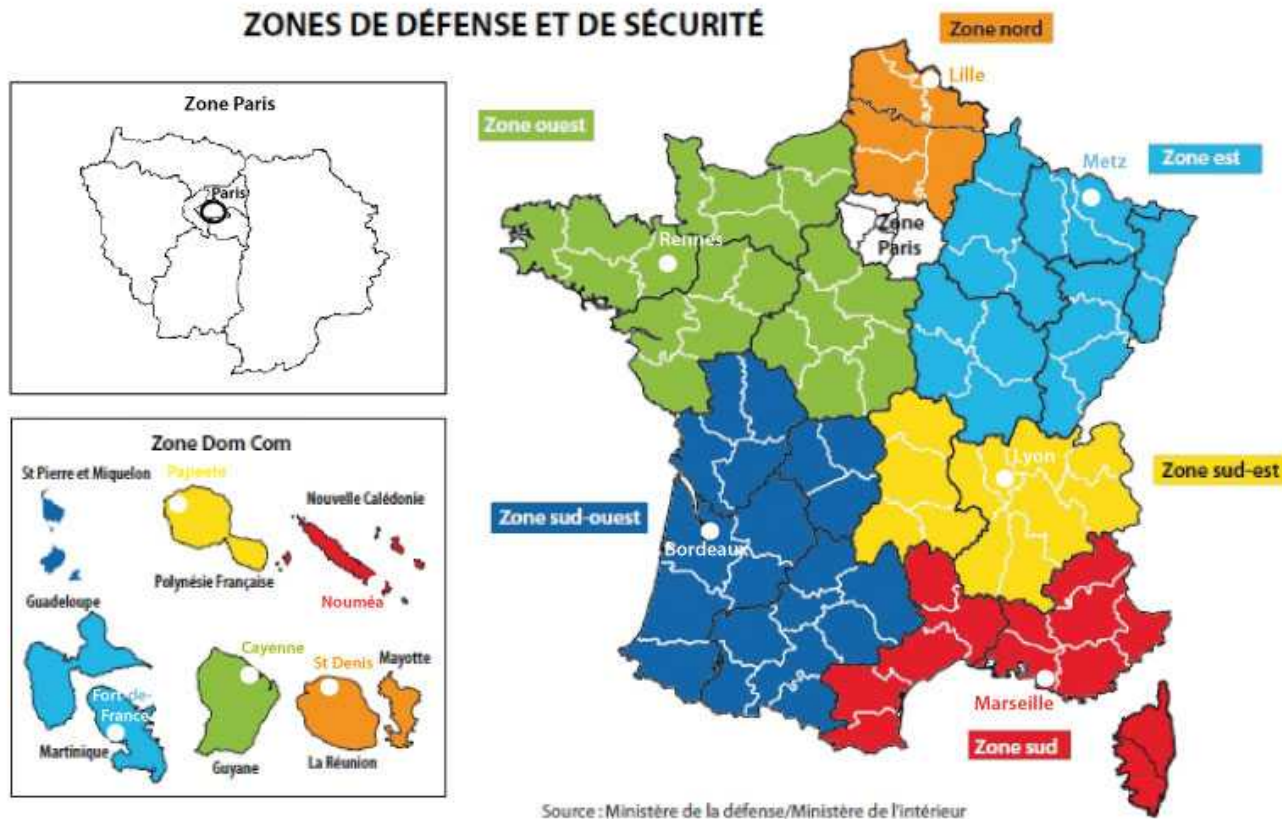 ZONES DE DÉFENSE ET DE SÉCURITÉ
Zone Paris
Paris
Zone nord
Lille
Zone ouest
Metz
Zone est
Rennes
Zone
Paris
Lyon
Zone sud-est
Zone sud-ouest
Bordeaux
Marseille
Zone sud
Zone Dom Com
St Pierre et Miquelon
Papeete
Nouvelle Calédonie
Polynésie Française
Nouméa
Guadeloupe
Cayenne
St Denis
Mayotte
Fort-de-
France
Martinique
Guyane
La Réunion
Source : Ministère de la défense/Ministère de l'intérieur